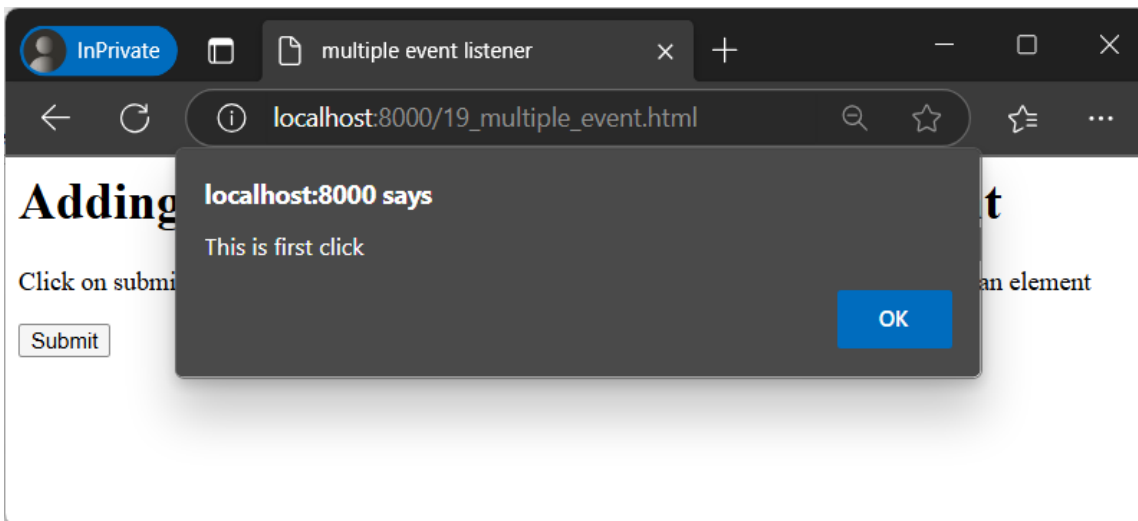 InPrivate
multiple event listener
localhost:8000/19_multiple_event.html
localhost:8000 says
This is first click
OK
Adding t
Click on submi an element
Submit